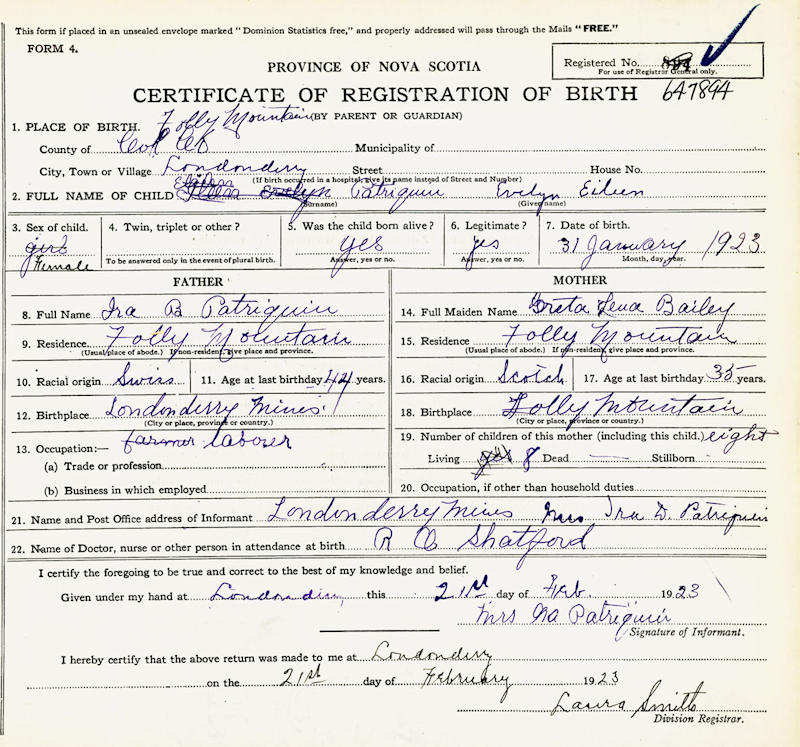 This form if placed in an unsealed envelope marked "Dominion Statistics free," and properly addressed will pass through the Mails "FREE."
FORM 4.
Registered No.
For use of Registrar General only.
PROVINCE OF NOVA SCOTIA
CERTIFICATE OF REGISTRATION OF BIRTH 647894
(BY PARENT OR GUARDIAN)
1. PLACE OF BIRTH. Folly Mountain
County of Col Co Municipality of
City, Town or Village Londonderry Street House No.
(If birth occurred in a hospital, give its name instead of Street and Number)
2. FULL NAME OF CHILD Patriquin Evelyn Eileen
(Surname) (Given name)
3. Sex of child. 4. Twin, triplet or other? 5. Was the child born alive? 6. Legitimate? 7. Date of birth.
girl Yes yes 31 January 1923
Female To be answered only in the event of plural birth. Answer, yes or no. Answer, yes or no. Month, day, year.
FATHER MOTHER
8. Full Name Ira B Patriquin 14. Full Maiden Name Greta Lena Bailey
9. Residence Folly Mountain 15. Residence Folly Mountain
(Usual place of abode.) If non-resident, give place and province. (Usual place of abode.) If non-resident, give place and province.
10. Racial origin Swiss 11. Age at last birthday 44 years. 16. Racial origin Scotch 17. Age at last birthday 35 years.
12. Birthplace Londonderry Mines 18. Birthplace Folly Mountain
(City or place, province or country.) (City or place, province or country.)
13. Occupation:— farmer laborer 19. Number of children of this mother (including this child.) eight
(a) Trade or profession Living 8 Dead — Stillborn
(b) Business in which employed 20. Occupation, if other than household duties
21. Name and Post Office address of Informant Londonderry Mines Mrs Ira D. Patriquin
22. Name of Doctor, nurse or other person in attendance at birth R O Shatford
I certify the foregoing to be true and correct to the best of my knowledge and belief.
Given under my hand at Londonderry this 21st day of Feb. 1923
Mrs Ira Patriquin
Signature of Informant.
I hereby certify that the above return was made to me at Londonderry
on the 21st day of February 1923
Laura Smith
Division Registrar.